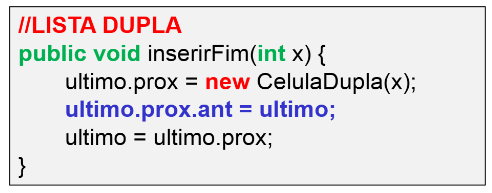 //LISTA DUPLA
public void inserirFim(int x) {
ultimo.prox = new CelulaDupla(x);
ultimo.prox.ant = ultimo;
ultimo = ultimo.prox;
}